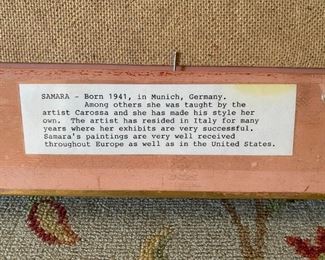 SAMARA - Born 1941, in Munich, Germany.
Among others she was taught by the
artist Carossa and she has made his style her
own. The artist has resided in Italy for many
years where her exhibits are very successful.
Samara's paintings are very well received
throughout Europe as well as in the United States.